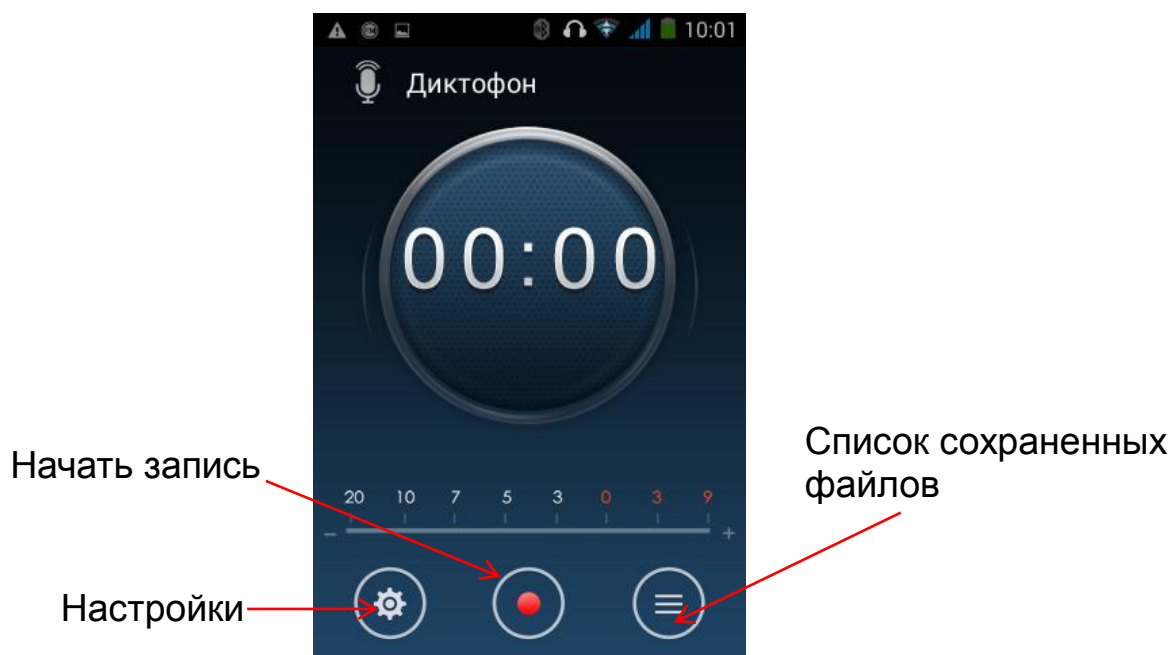 10:01
Диктофон
00:00
Список сохраненных
файлов
Начать запись
20 10 7 5 3 0 3 9
- +
Настройки